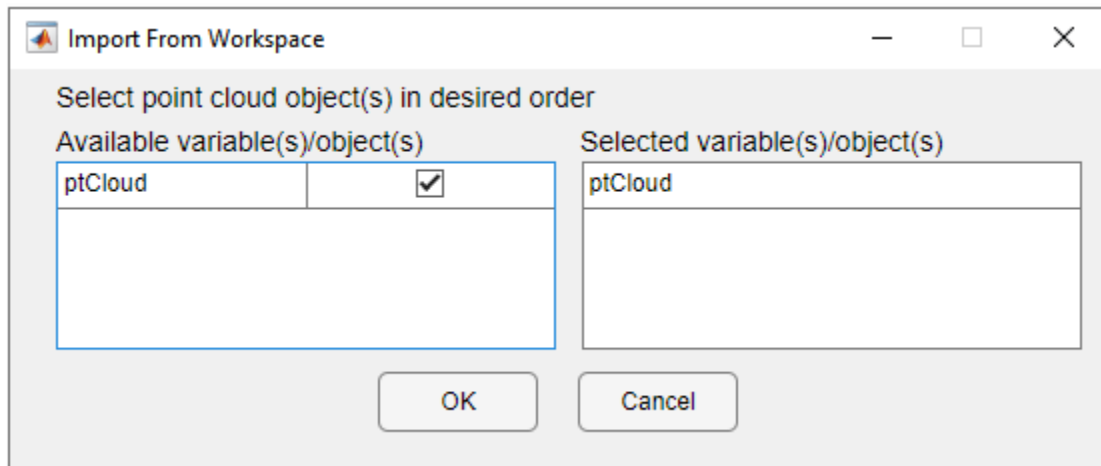 Import From Workspace
Select point cloud object(s) in desired order
Available variable(s)/object(s)
Selected variable(s)/object(s)
ptCloud
ptCloud
OK
Cancel